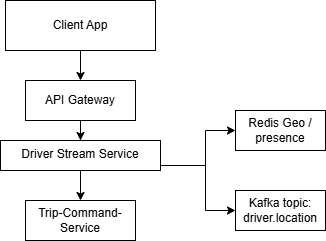 Client App
API Gateway
Driver Stream Service
Trip-Command-
Service
Redis Geo /
presence
Kafka topic:
driver.location